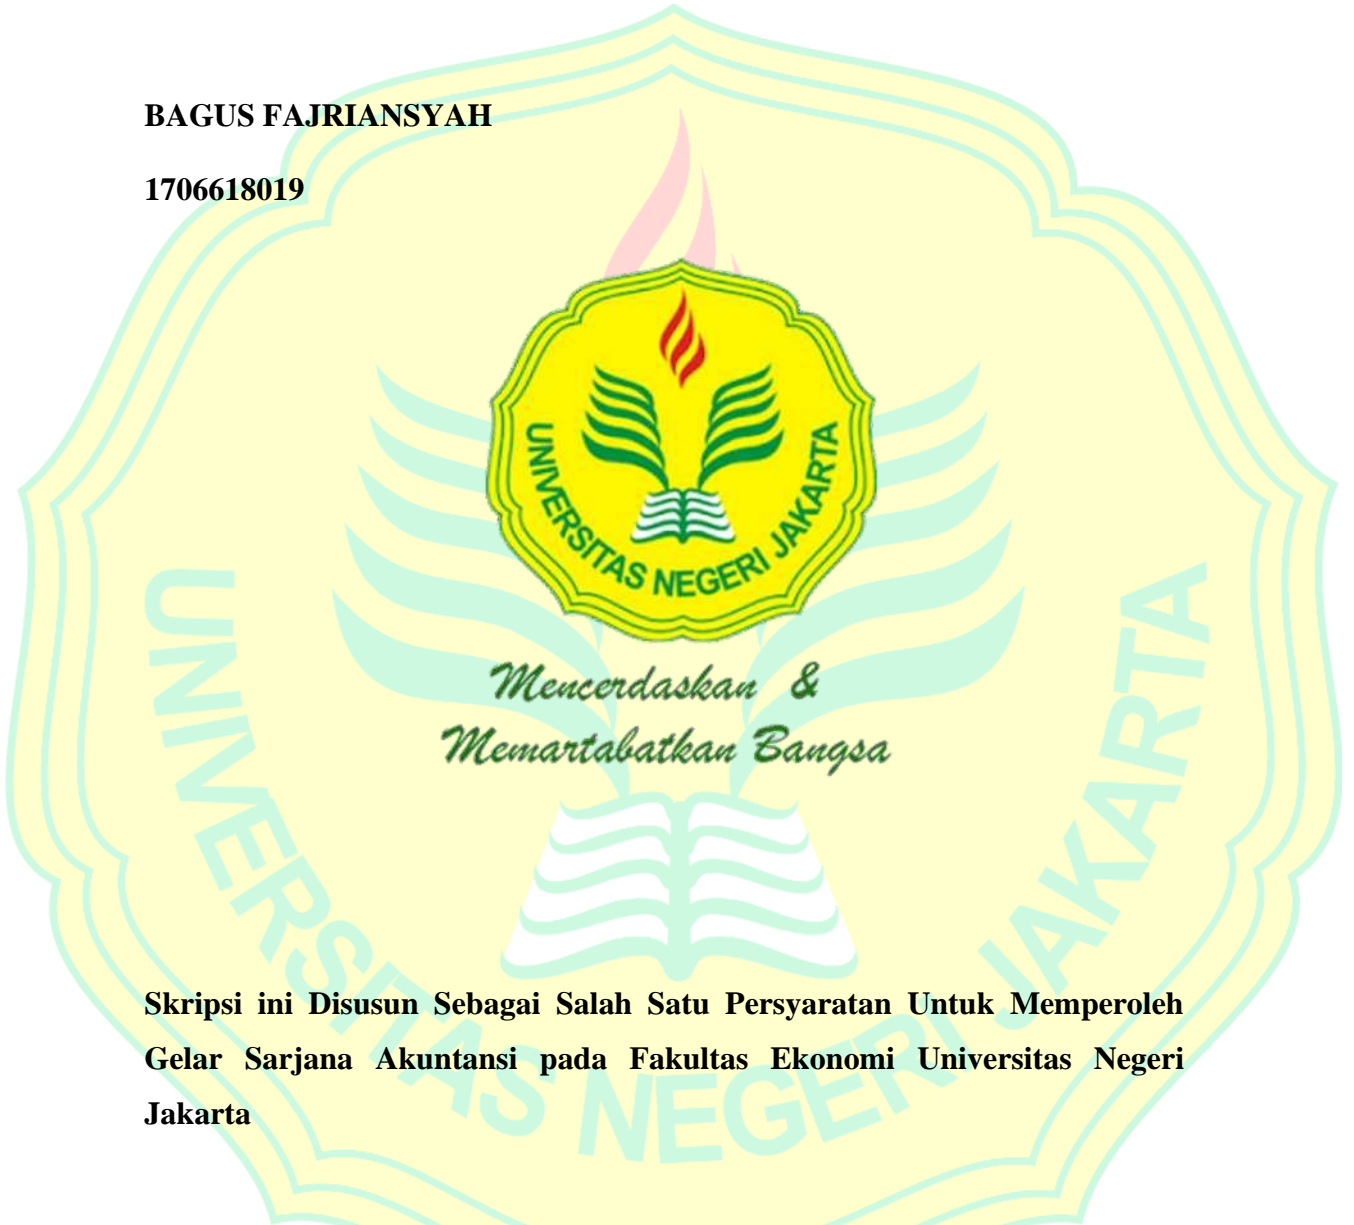 BAGUS FAJRIANSYAH
1706618019
UNIVERSITAS NEGERI JAKARTA
Mencerdaskan &
Memartabatkan Bangsa
Skripsi ini Disusun Sebagai Salah Satu Persyaratan Untuk Memperoleh
Gelar Sarjana Akuntansi pada Fakultas Ekonomi Universitas Negeri
Jakarta
UNIVERSITAS NEGERI JAKARTA